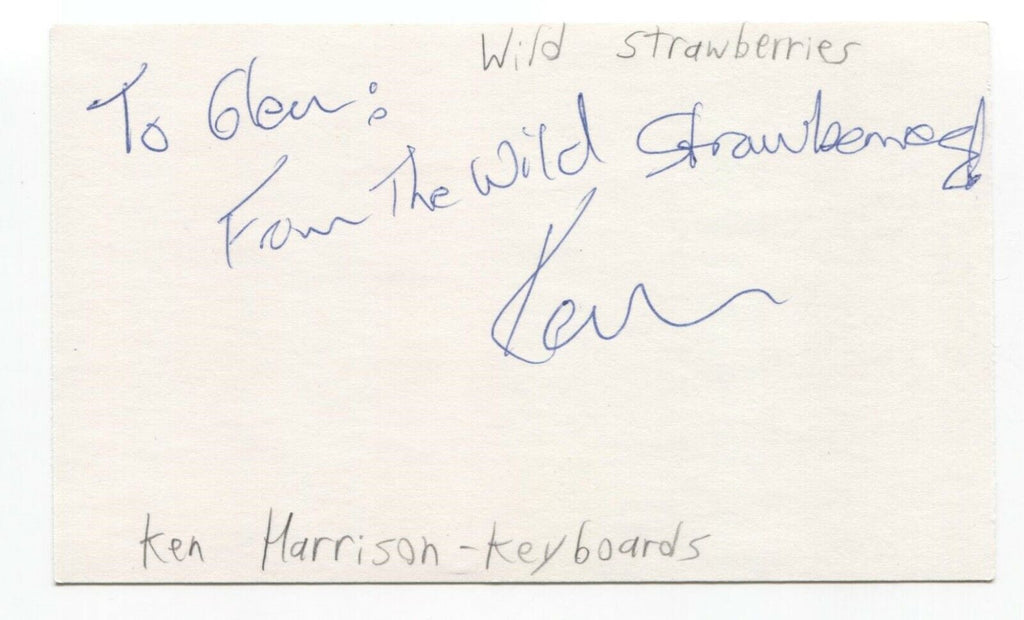 Wild Strawberries
To Glen:
From The Wild Strawberries!
Ken
Ken Harrison - keyboards